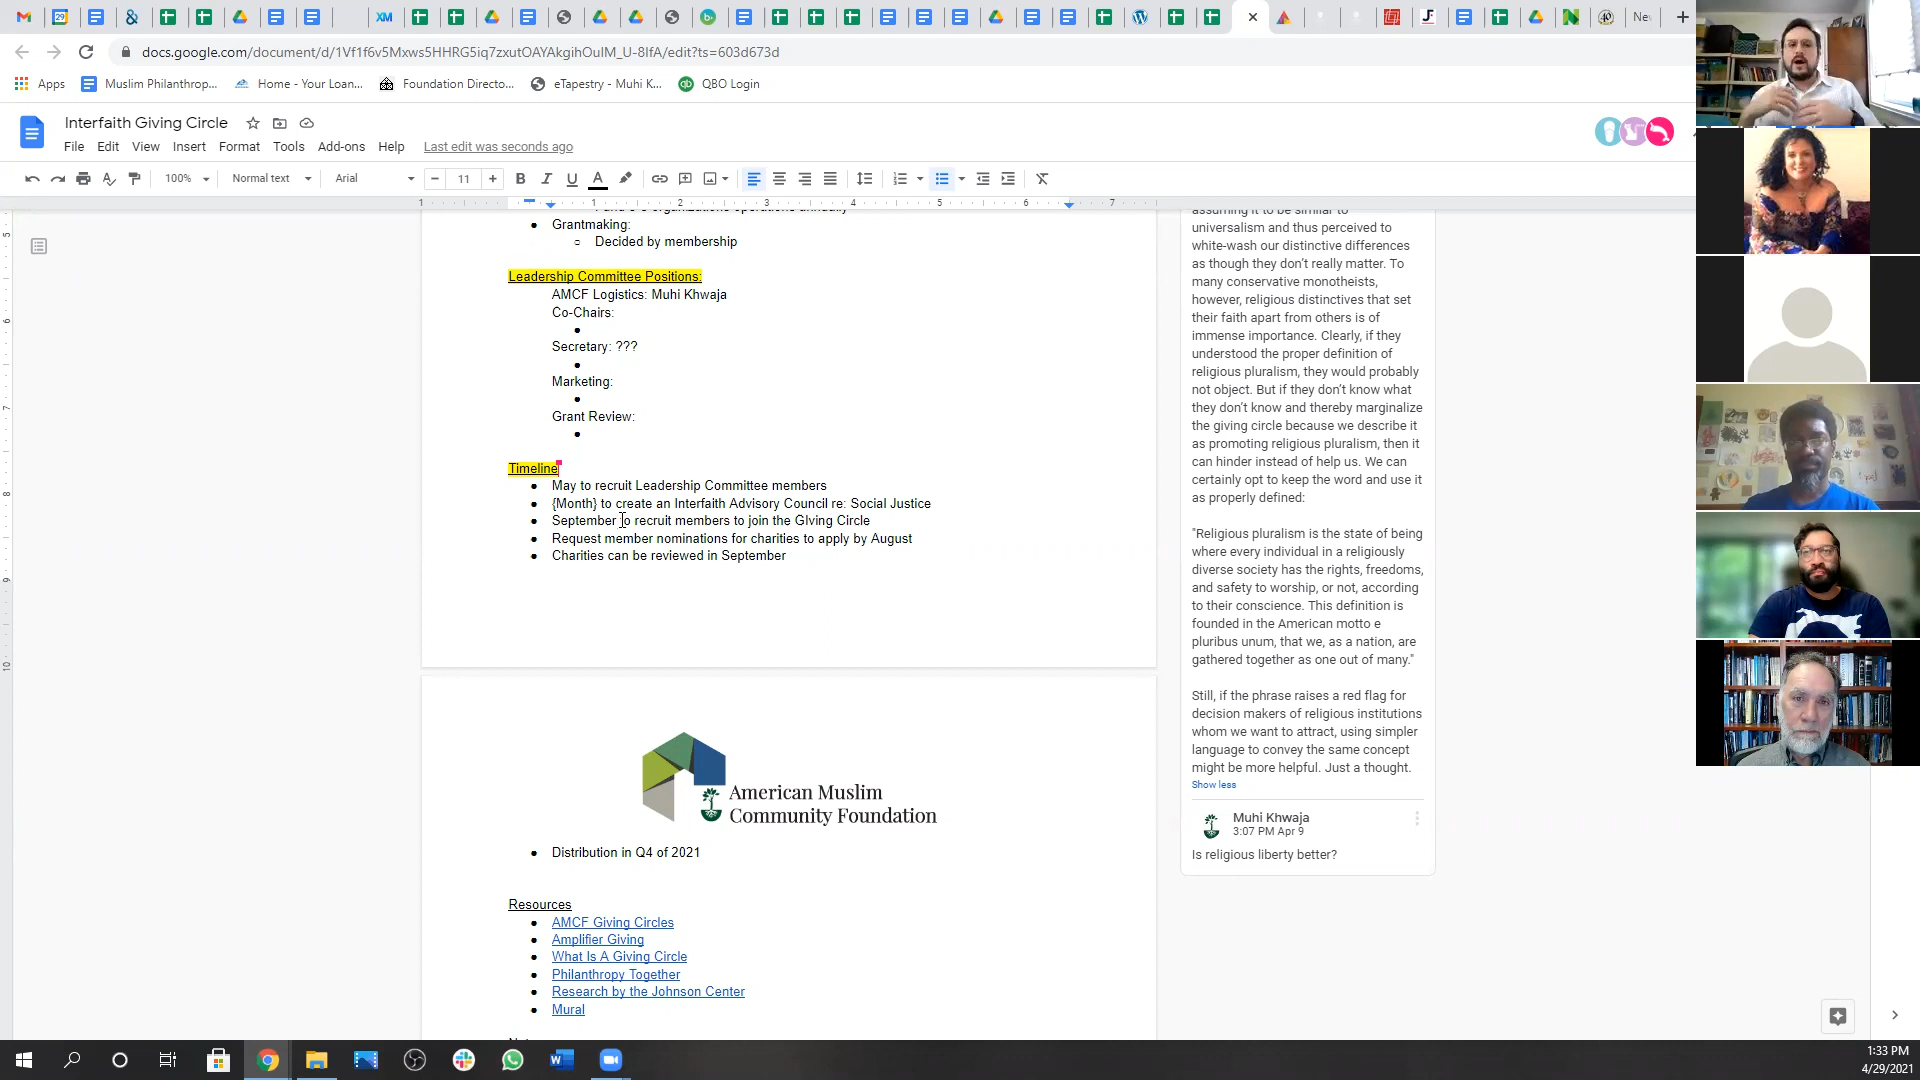 Nev
docs.google.com/document/d/1Vf1f6v5Mxws5HHRG5iq7zxutOAYAkgihOulM_U-8IfA/edit?ts=603d673d
Apps
Muslim Philanthrop...
Home - Your Loan...
Foundation Directo...
eTapestry - Muhi K...
QBO Login
Interfaith Giving Circle
File Edit View Insert Format Tools Add-ons Help Last edit was seconds ago
100% Normal text Arial 11
1 1 2 3 4 5 6 7
Grantmaking:
Decided by membership
Leadership Committee Positions:
AMCF Logistics: Muhi Khwaja
Co-Chairs:
Secretary: ???
Marketing:
Grant Review:
Timeline
May to recruit Leadership Committee members
{Month} to create an Interfaith Advisory Council re: Social Justice
September to recruit members to join the GIving Circle
Request member nominations for charities to apply by August
Charities can be reviewed in September
American Muslim
Community Foundation
Distribution in Q4 of 2021
Resources
AMCF Giving Circles
Amplifier Giving
What Is A Giving Circle
Philanthropy Together
Research by the Johnson Center
Mural
assuming it to be similar to
universalism and thus perceived to
white-wash our distinctive differences
as though they don't really matter. To
many conservative monotheists,
however, religious distinctives that set
their faith apart from others is of
immense importance. Clearly, if they
understood the proper definition of
religious pluralism, they would probably
not object. But if they don't know what
they don't know and thereby marginalize
the giving circle because we describe it
as promoting religious pluralism, then it
can hinder instead of help us. We can
certainly opt to keep the word and use it
as properly defined:
"Religious pluralism is the state of being
where every individual in a religiously
diverse society has the rights, freedoms,
and safety to worship, or not, according
to their conscience. This definition is
founded in the American motto e
pluribus unum, that we, as a nation, are
gathered together as one out of many."
Still, if the phrase raises a red flag for
decision makers of religious institutions
whom we want to attract, using simpler
language to convey the same concept
might be more helpful. Just a thought.
Show less
Muhi Khwaja
3:07 PM Apr 9
Is religious liberty better?
1:33 PM
4/29/2021